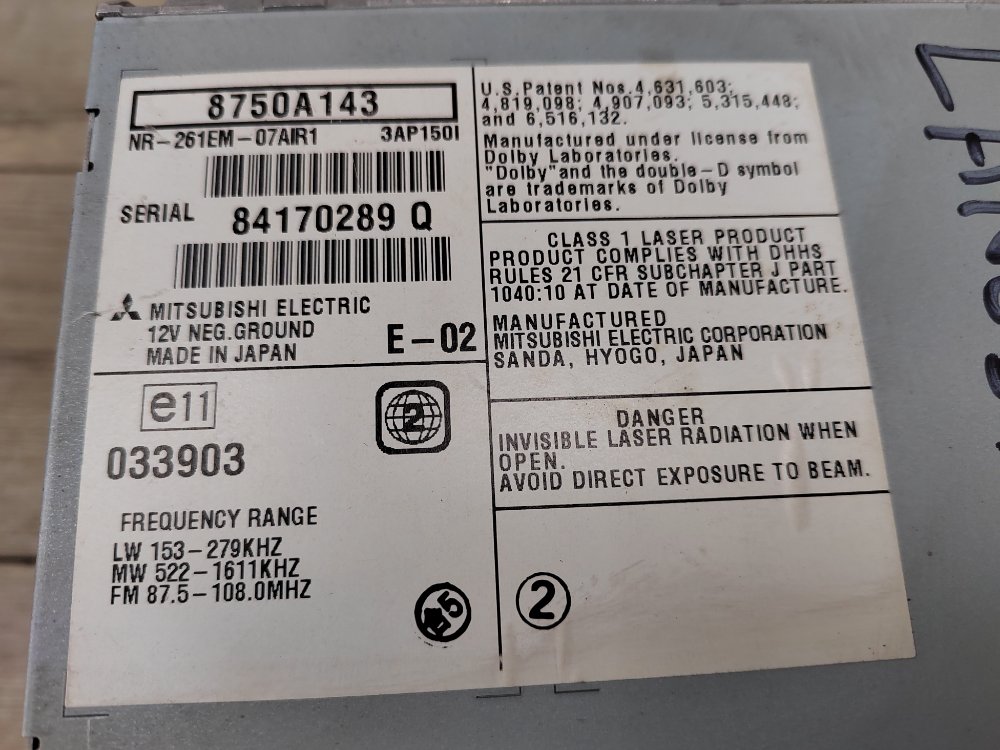 8750A143
NR-261EM-07AIR1 3AP150I
SERIAL 84170289 Q
MITSUBISHI ELECTRIC
12V NEG.GROUND
MADE IN JAPAN E-02
e11
2
033903
FREQUENCY RANGE
LW 153-279KHZ
MW 522-1611KHZ
FM 87.5-108.0MHZ
U.S.Patent Nos.4,631,603;
4,819,098; 4,907,093; 5,315,448;
and 6,516,132.
Manufactured under license from
Dolby Laboratories.
"Dolby"and the double-D symbol
are trademarks of Dolby
Laboratories.
CLASS 1 LASER PRODUCT
PRODUCT COMPLIES WITH DHHS
RULES 21 CFR SUBCHAPTER J PART
1040:10 AT DATE OF MANUFACTURE.
MANUFACTURED
MITSUBISHI ELECTRIC CORPORATION
SANDA, HYOGO, JAPAN
DANGER
INVISIBLE LASER RADIATION WHEN
OPEN.
AVOID DIRECT EXPOSURE TO BEAM.
2